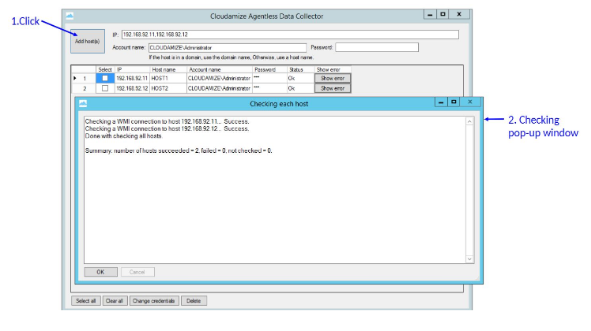 Cloudamize Agentless Data Collector
1.Click
Add host(s)
IP: 192.168.92.11,192.168.92.12
Account name: CLOUDAMIZE\Administrator Password:
If the host is in a domain, use the domain name, Otherwise, use a host name.
Select IP Host name Account name Password Status Show error
1 192.168.92.11 HOST1 CLOUDAMIZE\Administrator *** Ok Show error
2 192.168.92.12 HOST2 CLOUDAMIZE\Administrator *** Ok Show error
Checking each host
Checking a WMI connection to host 192.168.92.11... Success.
Checking a WMI connection to host 192.168.92.12... Success.
Done with checking all hosts.
Summary: number of hosts succeeded = 2, failed = 0, not checked = 0.
2. Checking
pop-up window
OK Cancel
Select all Clear all Change credentials Delete